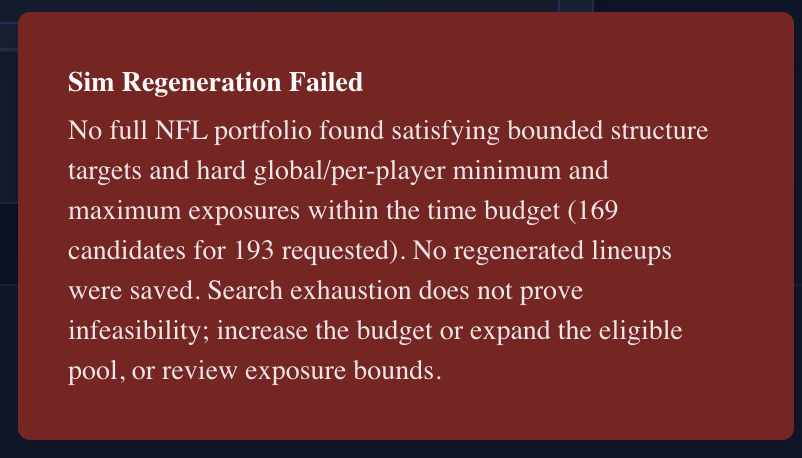 Sim Regeneration Failed
No full NFL portfolio found satisfying bounded structure
targets and hard global/per-player minimum and
maximum exposures within the time budget (169
candidates for 193 requested). No regenerated lineups
were saved. Search exhaustion does not prove
infeasibility; increase the budget or expand the eligible
pool, or review exposure bounds.